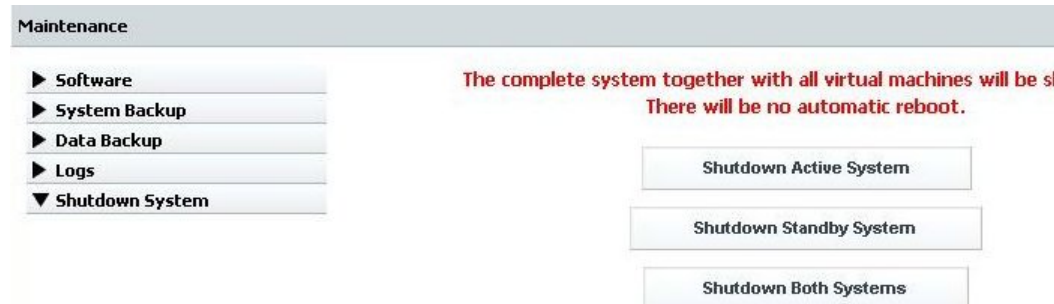 Maintenance
Software
System Backup
Data Backup
Logs
Shutdown System
The complete system together with all virtual machines will be
There will be no automatic reboot.
Shutdown Active System
Shutdown Standby System
Shutdown Both Systems